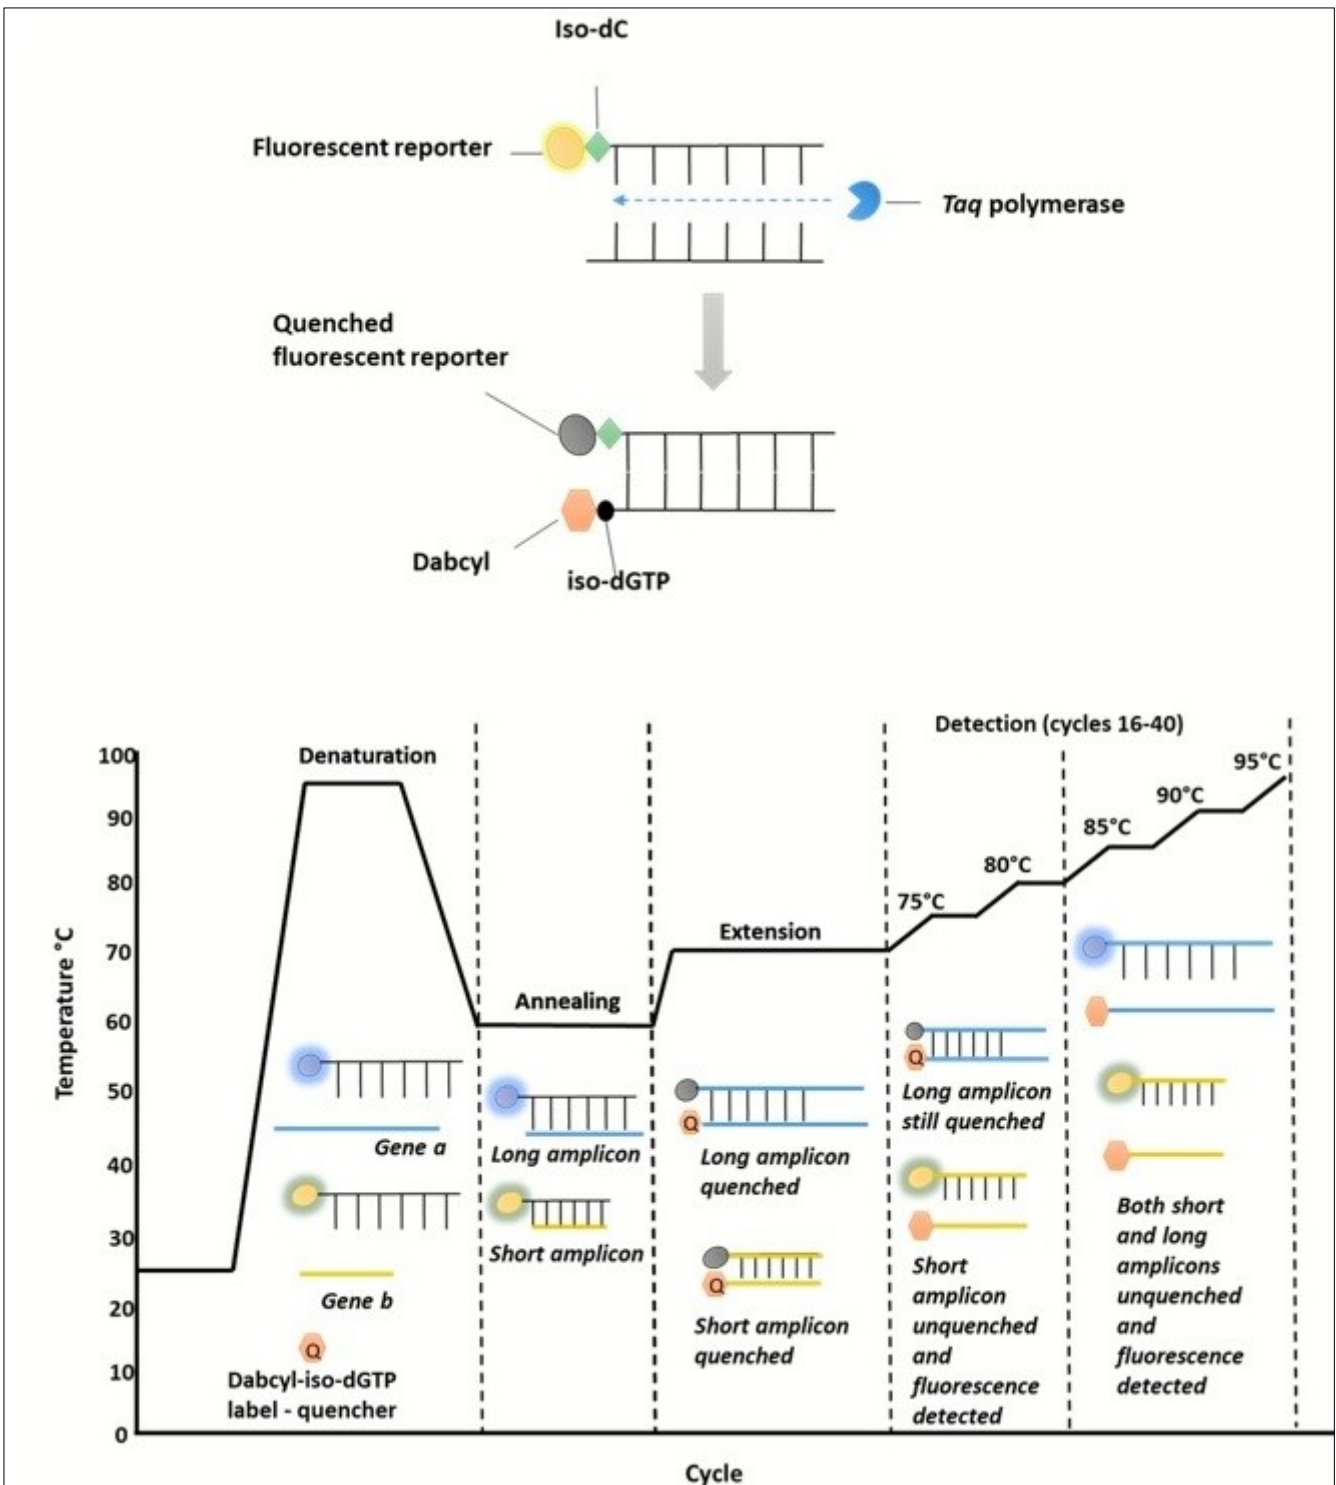 Iso-dC
Fluorescent reporter
Taq polymerase
Quenched
fluorescent reporter
Dabcyl
iso-dGTP
Detection (cycles 16-40)
Denaturation
Annealing
Extension
75°C
80°C
85°C
90°C
95°C
Temperature °C
100
90
80
70
60
50
40
30
20
10
0
Gene a
Gene b
Q
Dabcyl-iso-dGTP
label - quencher
Long amplicon
Short amplicon
Q
Long amplicon
quenched
Q
Short amplicon
quenched
Q
Long amplicon
still quenched
Short
amplicon
unquenched
and
fluorescence
detected
Both short
and long
amplicons
unquenched
and
fluorescence
detected
Cycle